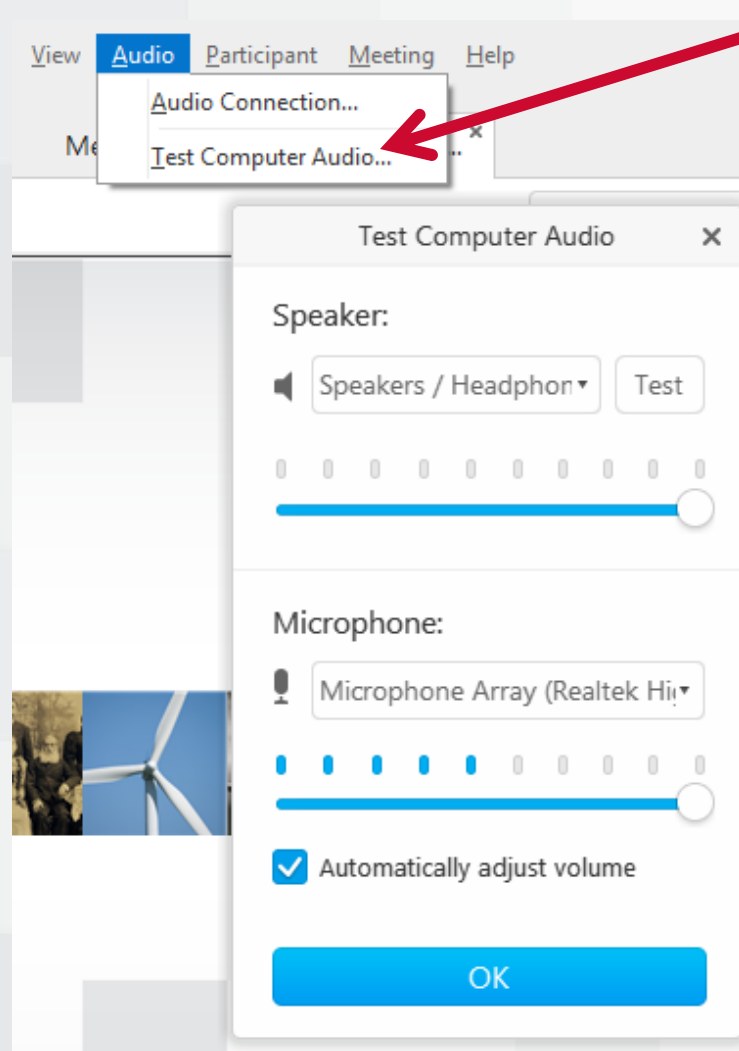 View Audio Participant Meeting Help
Audio Connection...
Me
Test Computer Audio...
Test Computer Audio
Speaker:
Speakers / Headphon
Test
Microphone:
Microphone Array (Realtek Hi
Automatically adjust volume
OK